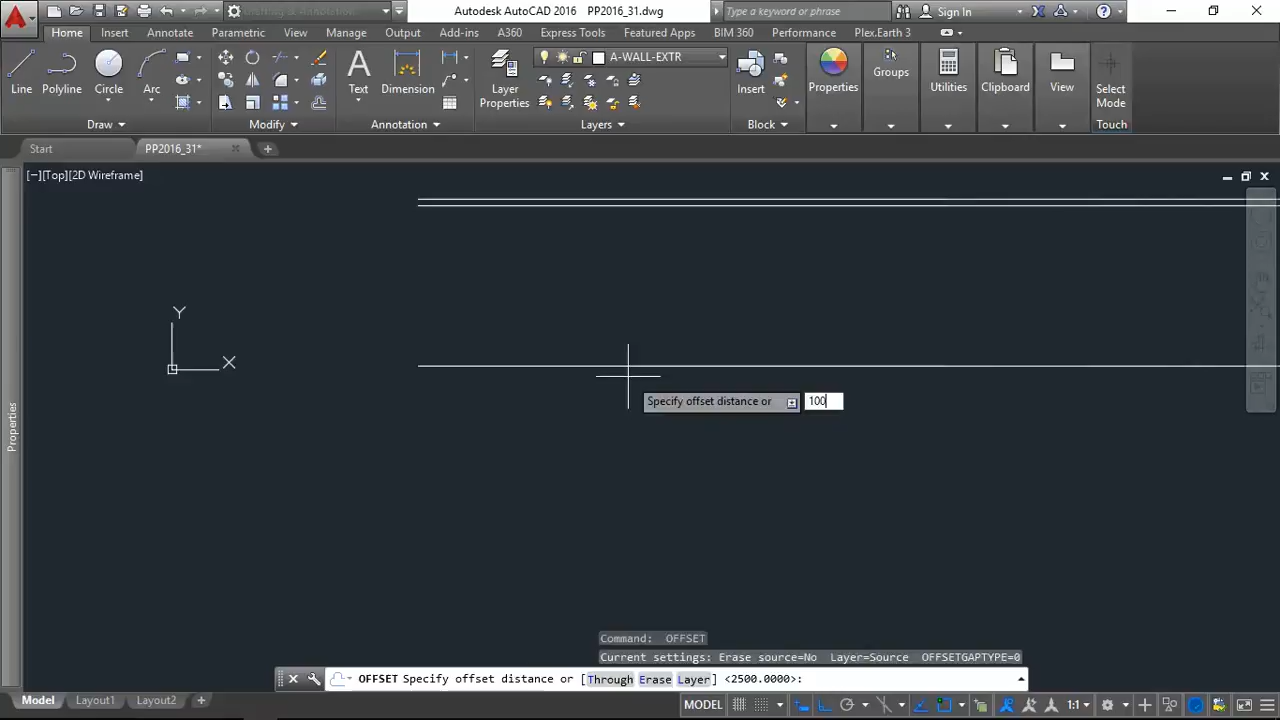 Autodesk AutoCAD 2016 PP2016_31.dwg
Type a keyword or phrase
Sign In
Home Insert Annotate Parametric View Manage Output Add-ins A360 Express Tools Featured Apps BIM 360 Performance Plex.Earth 3
A-WALL-EXTR
Line Polyline Circle Arc
Text Dimension
Layer Properties
Insert
Properties
Groups
Utilities
Clipboard
View
Select Mode
Draw Modify Annotation Layers Block Touch
Start PP2016_31*
[−][Top][2D Wireframe]
Y
X
Properties
Specify offset distance or 100
Command: OFFSET
Current settings: Erase source=No Layer=Source OFFSETGAPTYPE=0
OFFSET Specify offset distance or [Through Erase Layer] <2500.0000>:
Model Layout1 Layout2 +
MODEL 1:1